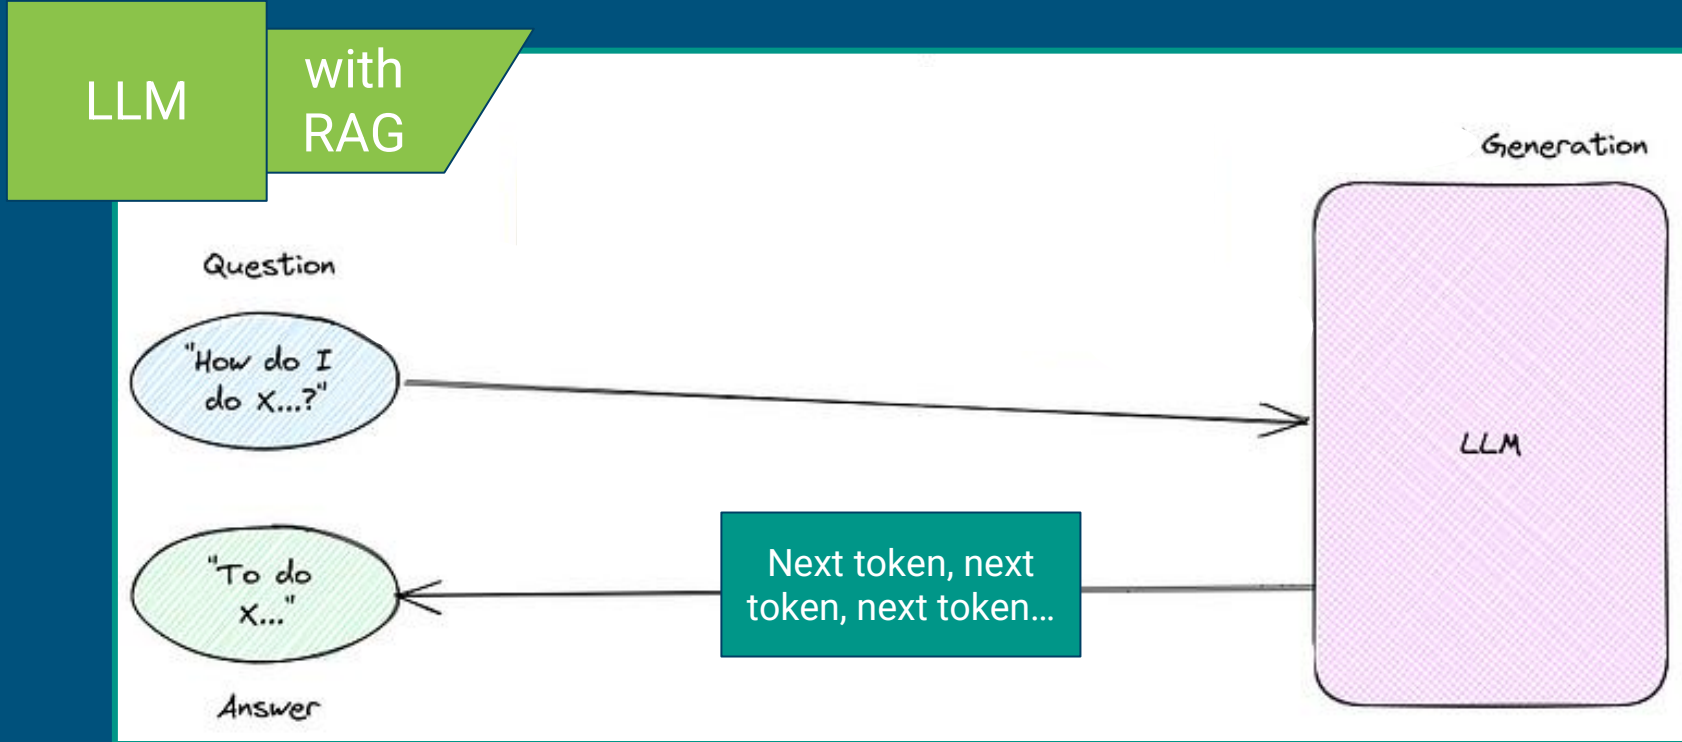 LLM
with
RAG
Generation
Question
"How do I
do X...?"
LLM
Next token, next
token, next token...
"To do
X..."
Answer